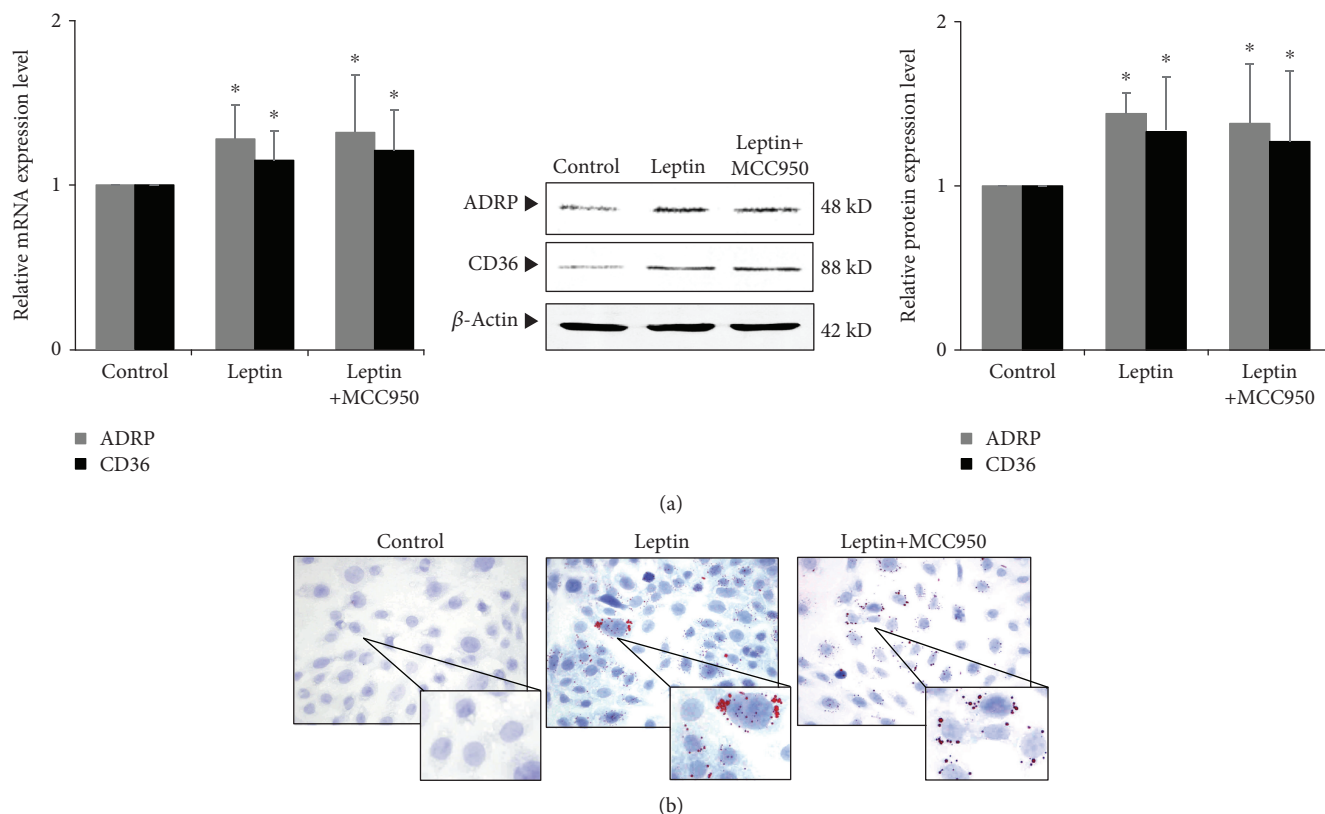 2
1
0
Relative mRNA expression level
*
*
*
*
Control
Leptin
Leptin
+MCC950
ADRP
CD36
Control
Leptin
Leptin+
MCC950
ADRP
48 kD
CD36
88 kD
β-Actin
42 kD
2
1
0
Relative protein expression level
*
*
*
*
Control
Leptin
Leptin
+MCC950
ADRP
CD36
(a)
Control
Leptin
Leptin+MCC950
(b)